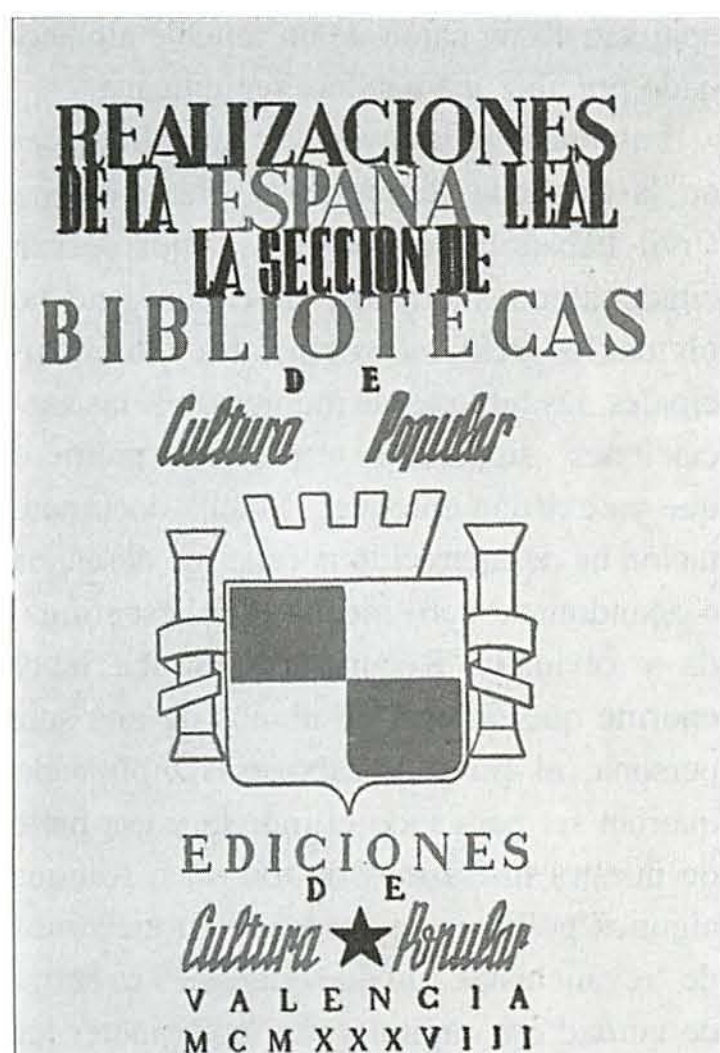 REALIZACIONES
DE LA ESPAÑA LEAL
LA SECCION DE
BIBLIOTECAS
DE
Cultura Popular
EDICIONES
DE
Cultura ★ Popular
VALENCIA
MCMXXXVIII